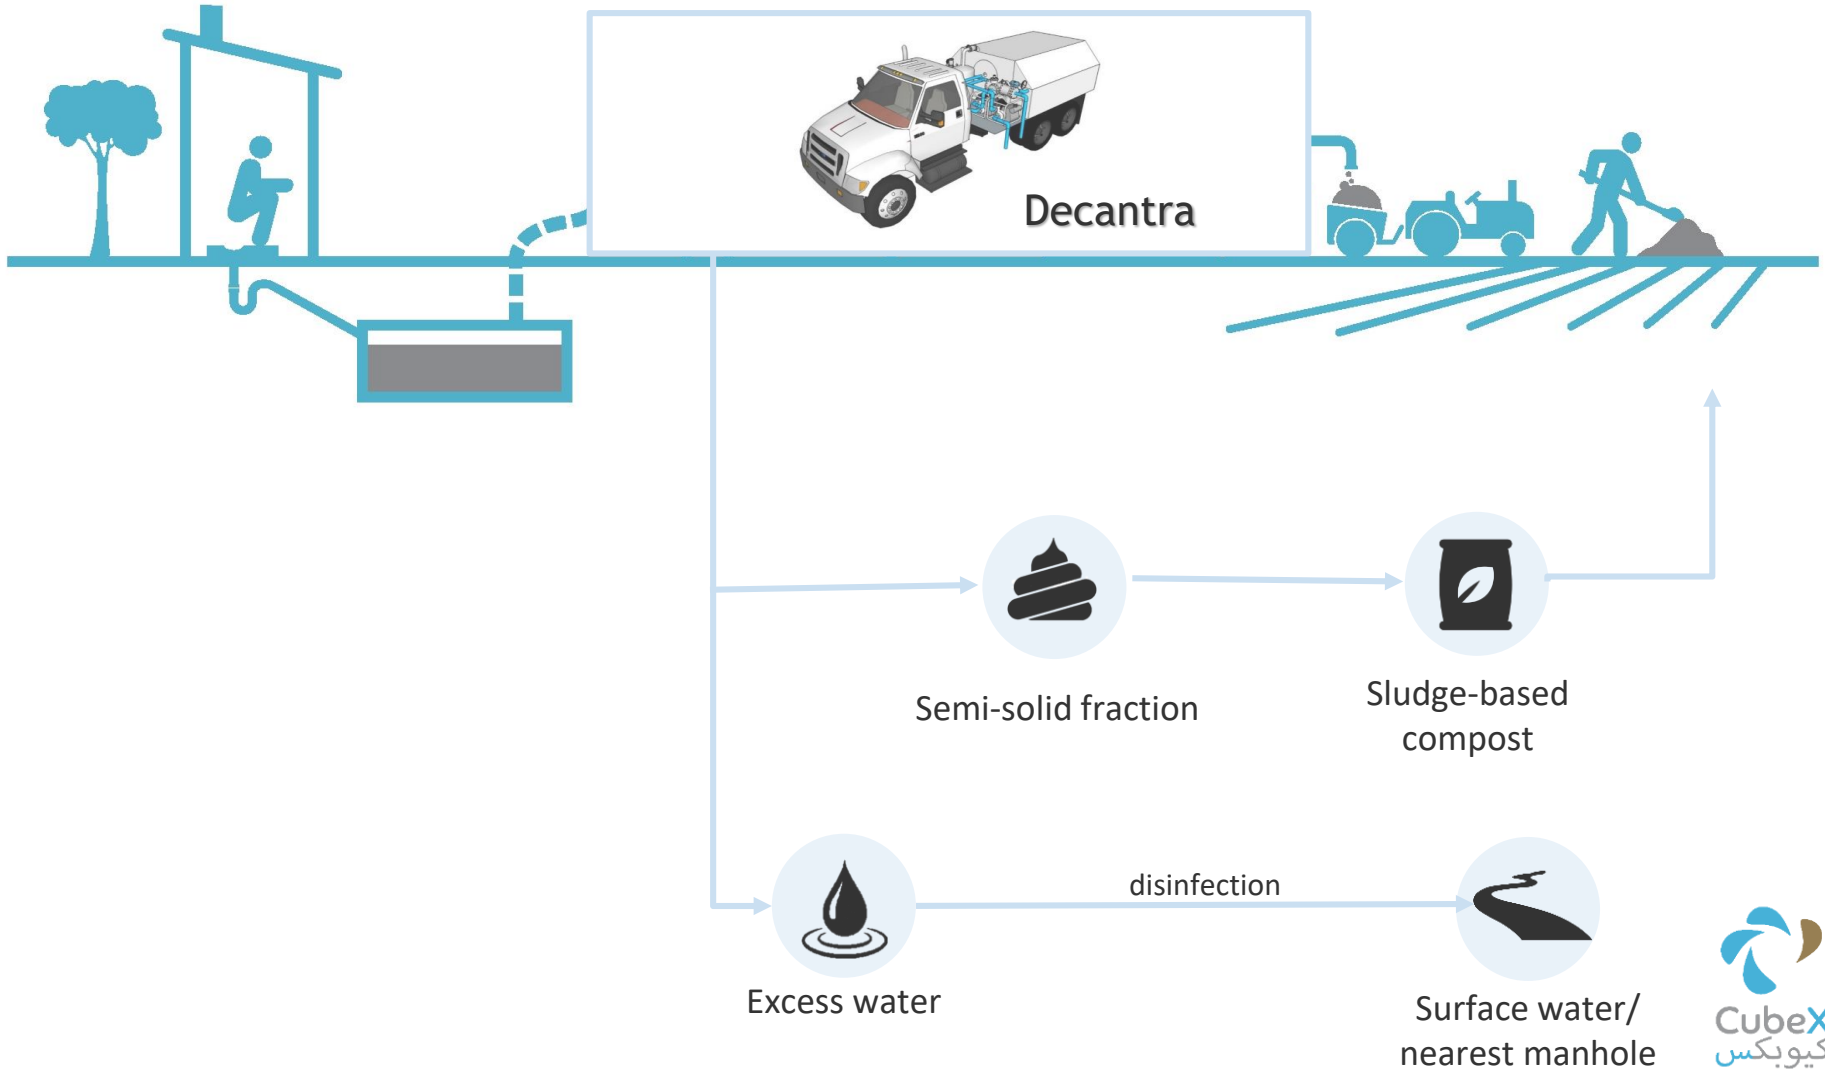 Decantra
Semi-solid fraction
Sludge-based
compost
disinfection
Excess water
Surface water/
nearest manhole
CubeX
كيوبكس